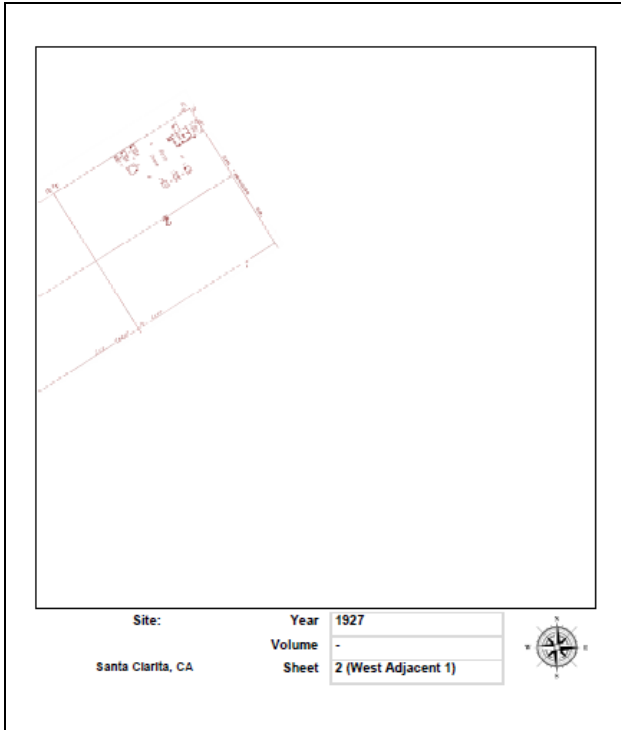 Site:
Year 1927
Volume -
Santa Clarita, CA
Sheet 2 (West Adjacent 1)
N
W E
S